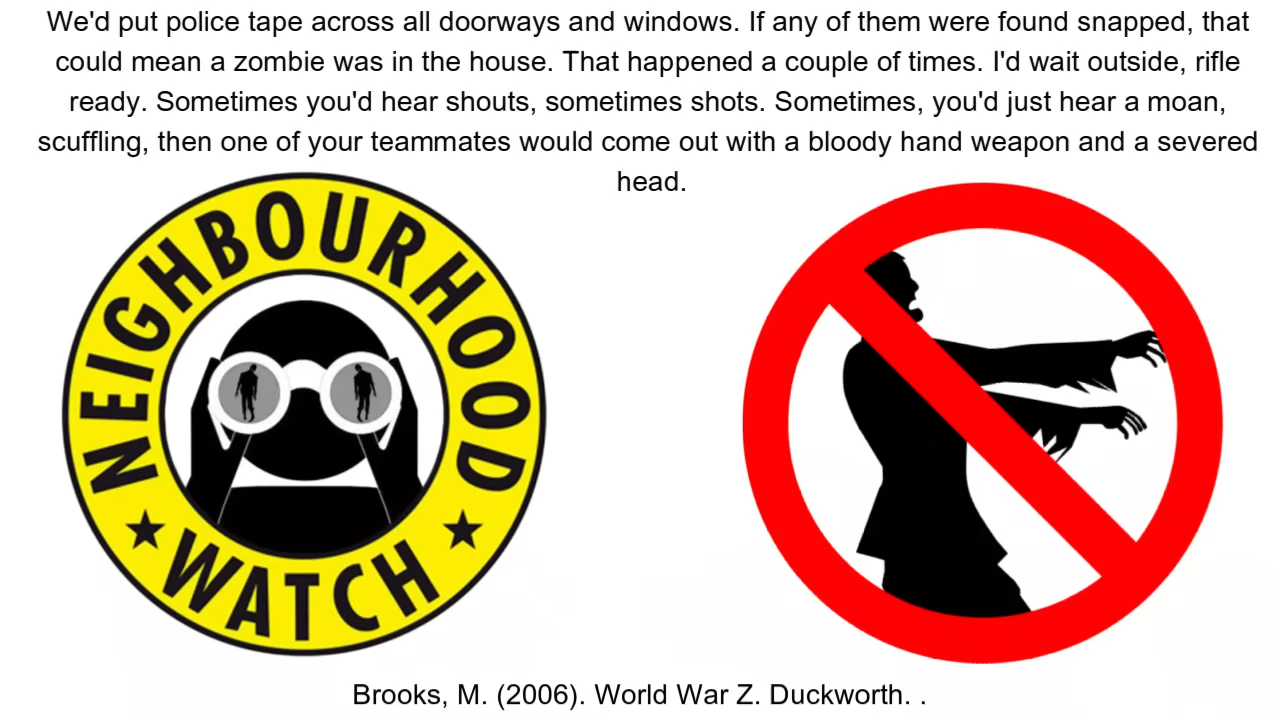 We'd put police tape across all doorways and windows. If any of them were found snapped, that
could mean a zombie was in the house. That happened a couple of times. I'd wait outside, rifle
ready. Sometimes you'd hear shouts, sometimes shots. Sometimes, you'd just hear a moan,
scuffling, then one of your teammates would come out with a bloody hand weapon and a severed
head.
NEIGHBOURHOOD
WATCH
Brooks, M. (2006). World War Z. Duckworth. .